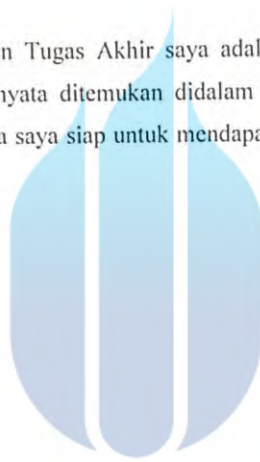 n Tugas Akhir saya adal
nyata ditemukan didalam
a saya siap untuk mendapa